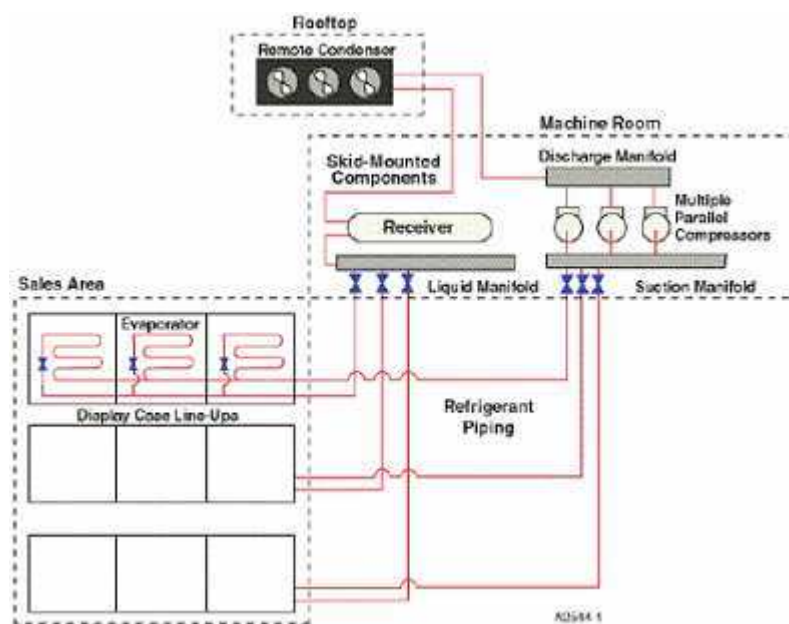 Rooftop
Remote Condenser
Machine Room
Skid-Mounted
Components
Discharge Manifold
Multiple
Parallel
Compressors
Receiver
Liquid Manifold
Suction Manifold
Sales Area
Evaporator
Display Case Line-Ups
Refrigerant
Piping